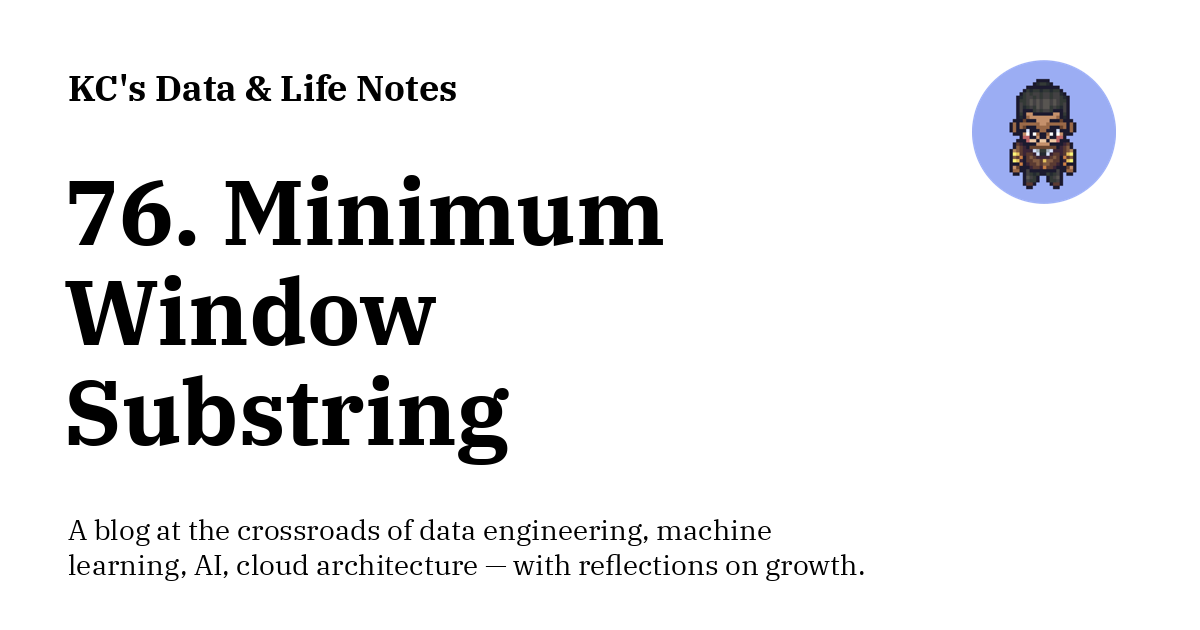 KC's Data & Life Notes
76. Minimum
Window
Substring
A blog at the crossroads of data engineering, machine
learning, AI, cloud architecture — with reflections on growth.